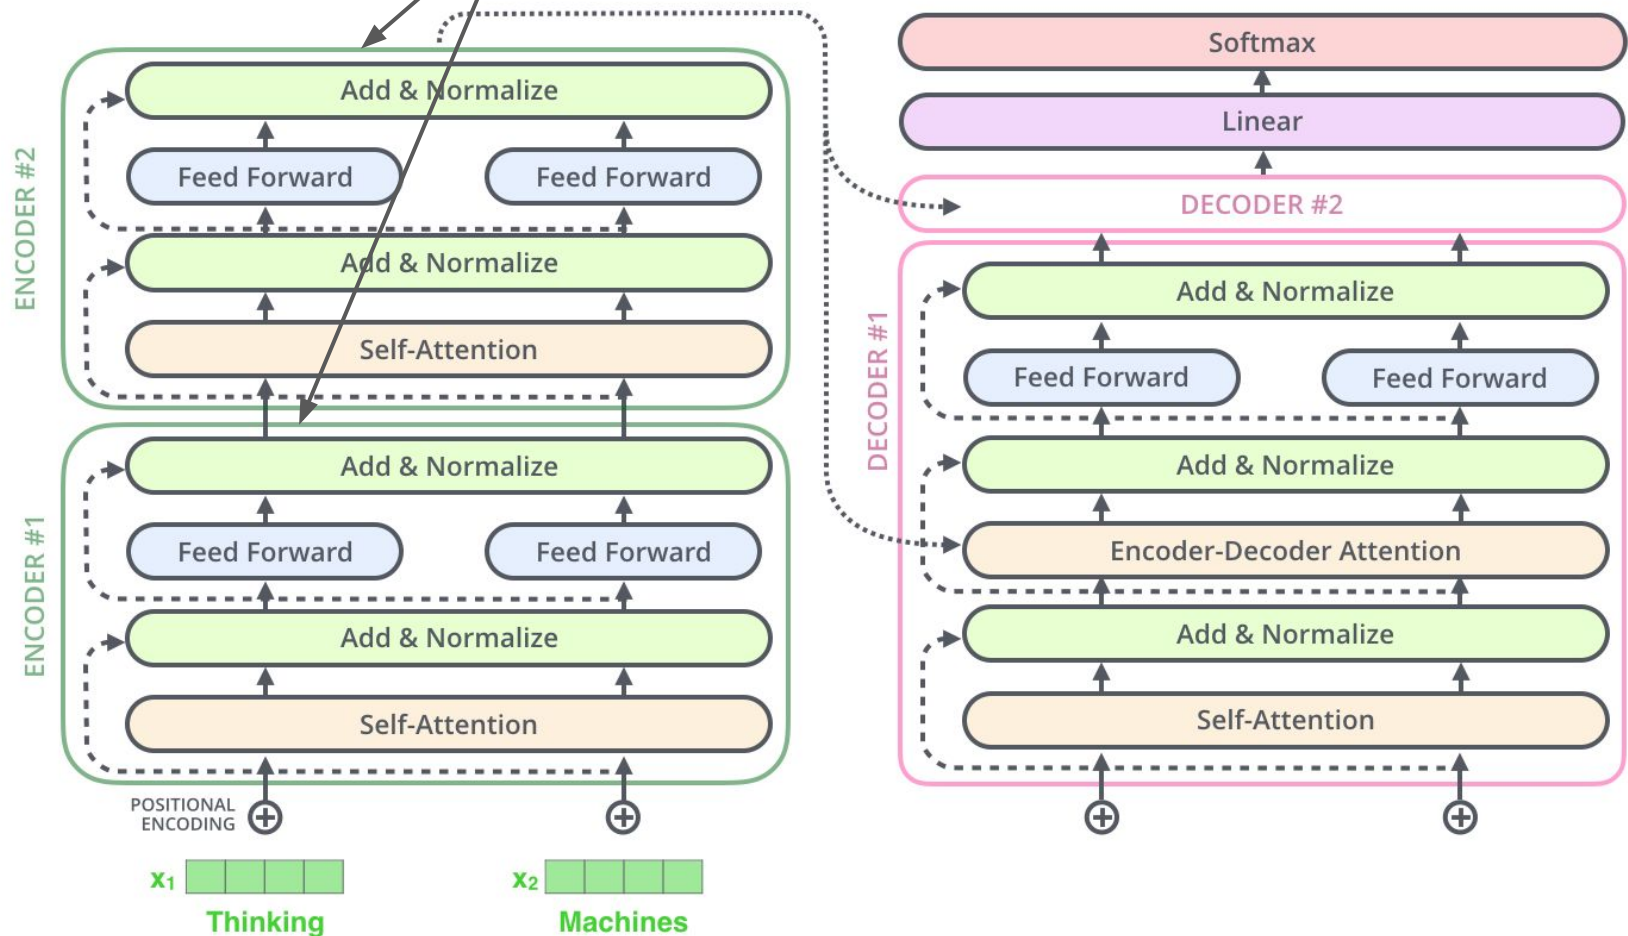 ENCODER #2
Add & Normalize
Feed Forward
Feed Forward
Add & Normalize
Self-Attention
ENCODER #1
Add & Normalize
Feed Forward
Feed Forward
Add & Normalize
Self-Attention
POSITIONAL
ENCODING
x1
x2
Thinking
Machines
Softmax
Linear
DECODER #2
DECODER #1
Add & Normalize
Feed Forward
Feed Forward
Add & Normalize
Encoder-Decoder Attention
Add & Normalize
Self-Attention